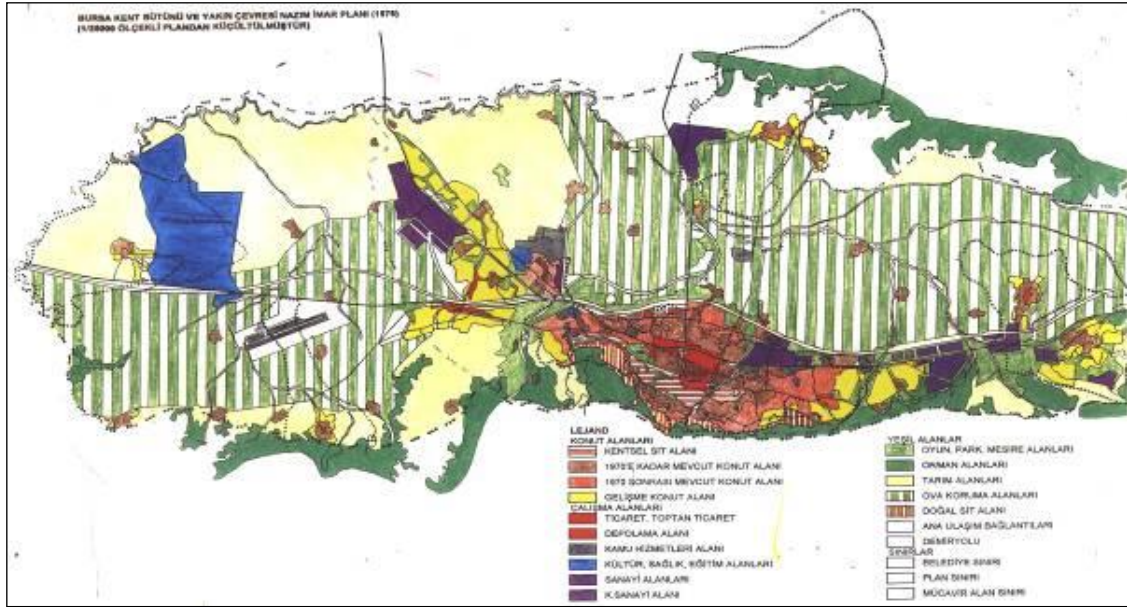 BURSA KENT BÜTÜNÜ VE YAKIN ÇEVRESİ NAZIM İMAR PLANI (1976)
(1/25000 ÖLÇEKLİ PLANDAN KÜÇÜLTÜLMÜŞTÜR)
LEJAND
KONUT ALANLARI
KENTSEL SİT ALANI
1970'E KADAR MEVCUT KONUT ALANI
1970 SONRASI MEVCUT KONUT ALANI
GELİŞME KONUT ALANI
ÇALIŞMA ALANLARI
TİCARET, TOPTAN TİCARET
DEPOLAMA ALANI
KAMU HİZMETLERİ ALANI
KÜLTÜR, SAĞLIK, EĞİTİM ALANLARI
SANAYİ ALANLARI
K.SANAYİ ALANI
YEŞİL ALANLAR
OYUN, PARK, MESİRE ALANLARI
ORMAN ALANLARI
TARIM ALANLARI
OVA KORUMA ALANLARI
DOĞAL SİT ALANI
ANA ULAŞIM BAĞLANTILARI
DEMİRYOLU
SINIRLAR
BELEDİYE SINIRI
PLAN SINIRI
MÜCAVİR ALAN SINIRI